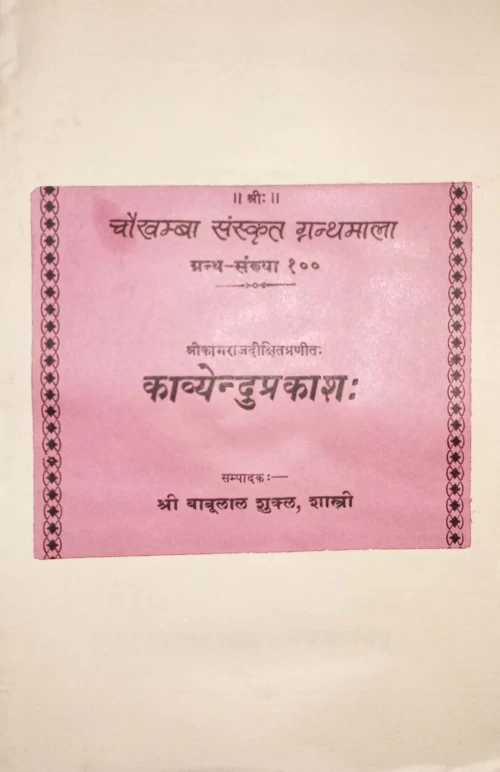 ॥ श्रीः ॥
चौखम्बा संस्कृत ग्रन्थमाला
ग्रन्थ-संख्या १००
श्रीकामराजदीक्षितप्रणीतः
काव्येन्दुप्रकाशः
सम्पादकः—
श्री बाबूलाल शुक्ल, शास्त्री